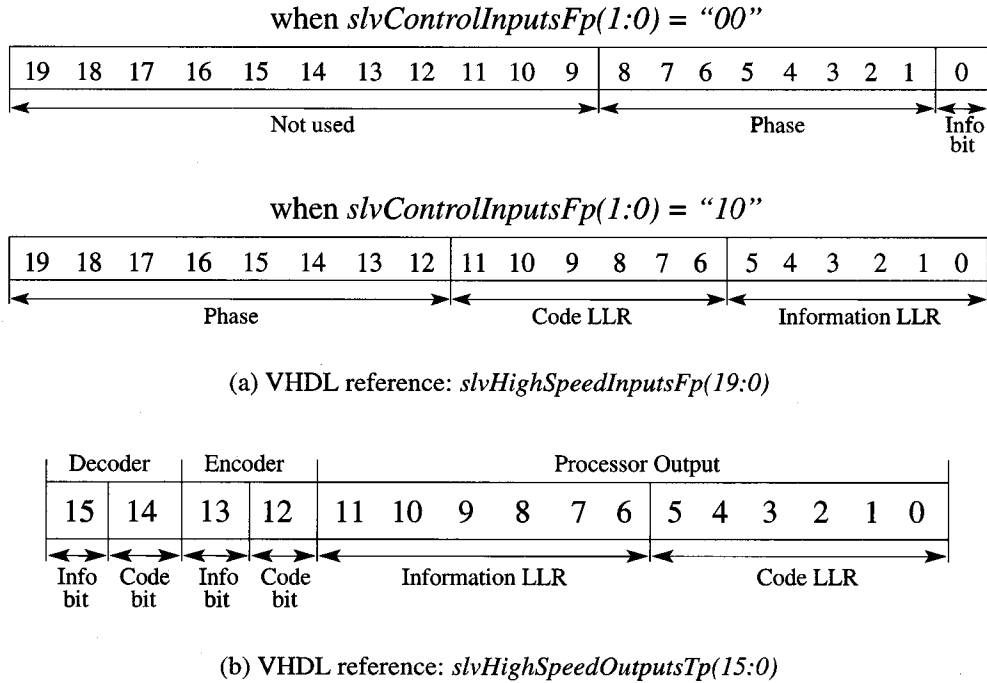 when slvControlInputsFp(1:0) = “00”
19 18 17 16 15 14 13 12 11 10 9 8 7 6 5 4 3 2 1 0
Not used Phase Info
bit
when slvControlInputsFp(1:0) = “10”
19 18 17 16 15 14 13 12 11 10 9 8 7 6 5 4 3 2 1 0
Phase Code LLR Information LLR
(a) VHDL reference: slvHighSpeedInputsFp(19:0)
Decoder Encoder Processor Output
15 14 13 12 11 10 9 8 7 6 5 4 3 2 1 0
Info Code Info Code Information LLR Code LLR
bit bit bit bit
(b) VHDL reference: slvHighSpeedOutputsTp(15:0)